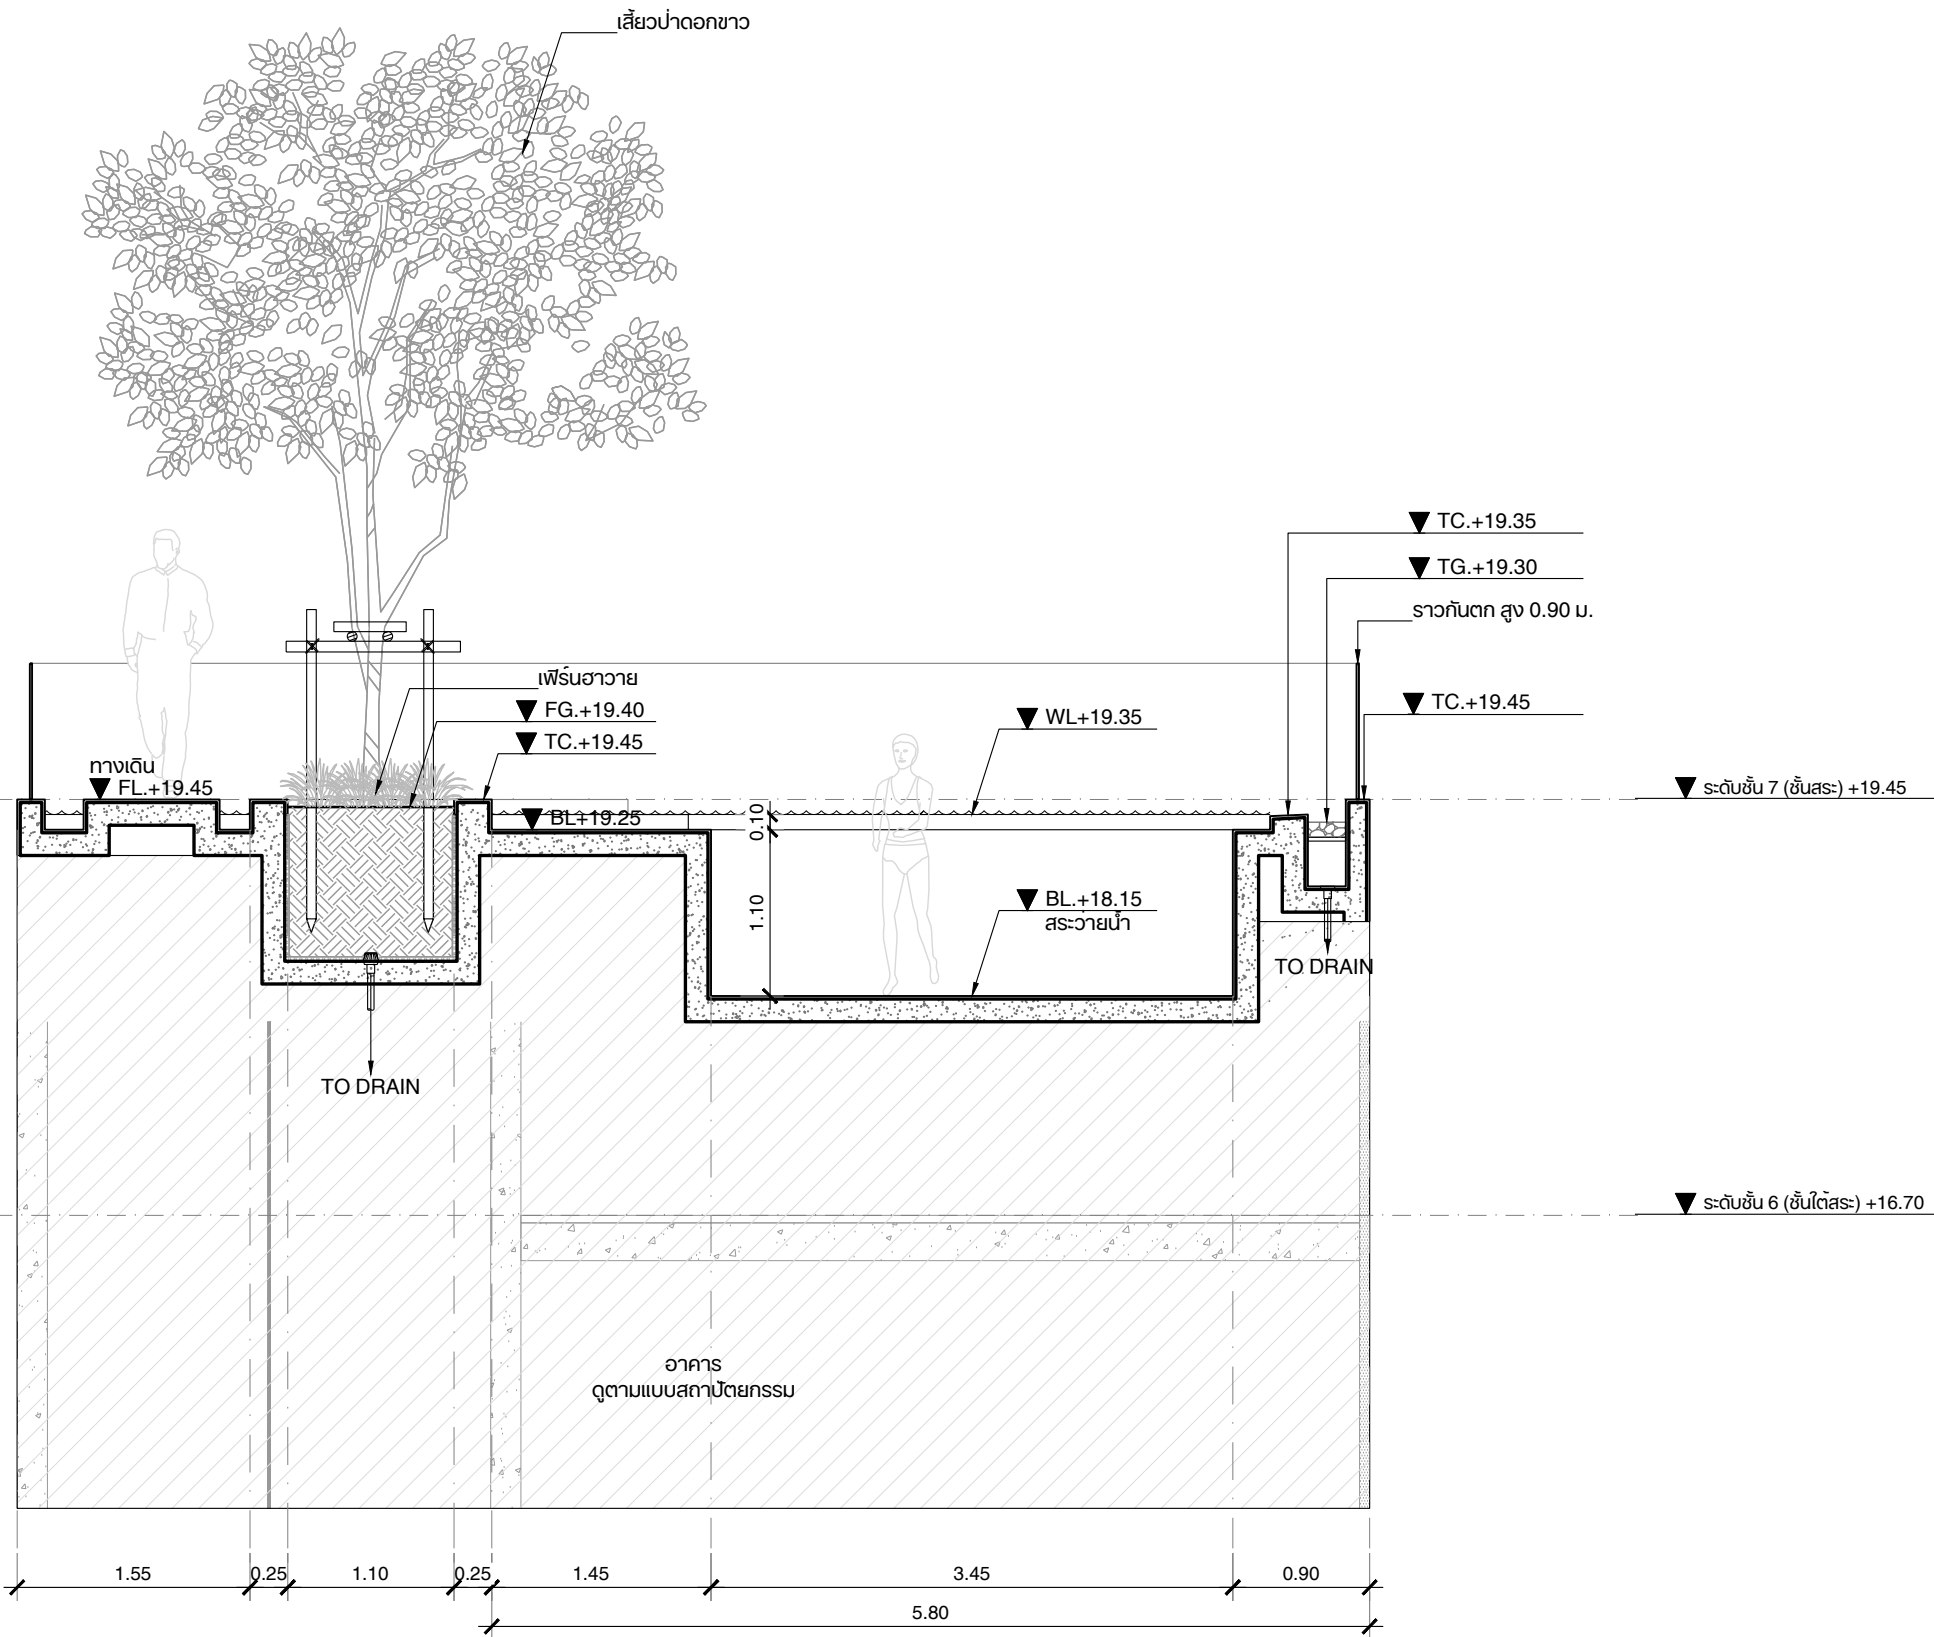 เสี้ยวป่าดอกขาว
TC.+19.35
TG.+19.30
ราวกันตก สูง 0.90 ม.
เฟิร์นฮาวาย
FG.+19.40
TC.+19.45
WL+19.35
TC.+19.45
ทางเดิน
FL.+19.45
BL+19.25
0.10
ระดับชั้น 7 (ชั้นสระ) +19.45
1.10
BL.+18.15
สระว่ายน้ำ
TO DRAIN
TO DRAIN
ระดับชั้น 6 (ชั้นใต้สระ) +16.70
อาคาร
ดูตามแบบสถาปัตยกรรม
1.55
0.25
1.10
0.25
1.45
3.45
0.90
5.80